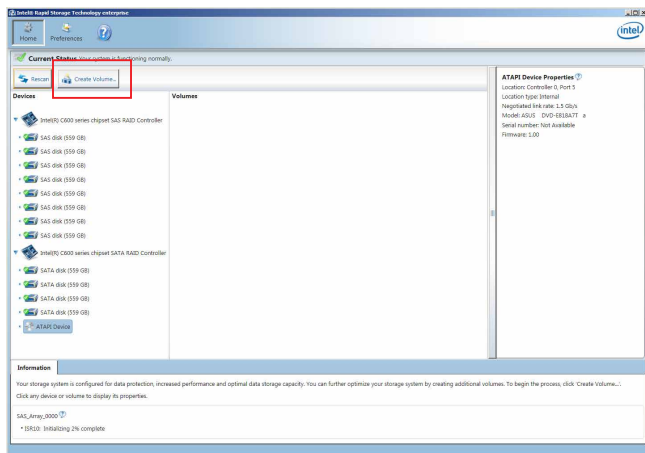 Intel® Rapid Storage Technology enterprise
Home
Preferences
intel
Current Status Your system is functioning normally.
Rescan
Create Volume...
Devices
Volumes
Intel(R) C600 series chipset SAS RAID Controller
SAS disk (559 GB)
SAS disk (559 GB)
SAS disk (559 GB)
SAS disk (559 GB)
SAS disk (559 GB)
SAS disk (559 GB)
SAS disk (559 GB)
SAS disk (559 GB)
Intel(R) C600 series chipset SATA RAID Controller
SATA disk (559 GB)
SATA disk (559 GB)
SATA disk (559 GB)
SATA disk (559 GB)
ATAPI Device
ATAPI Device Properties
Location: Controller 0, Port 5
Location type: Internal
Negotiated link rate: 1.5 Gb/s
Model: ASUS DVD-E818A7T a
Serial number: Not Available
Firmware: 1.00
Information
Your storage system is configured for data protection, increased performance and optimal data storage capacity. You can further optimize your storage system by creating additional volumes. To begin the process, click 'Create Volume...'.
Click any device or volume to display its properties.
SAS_Array_0000
• ISR10: Initializing 2% complete